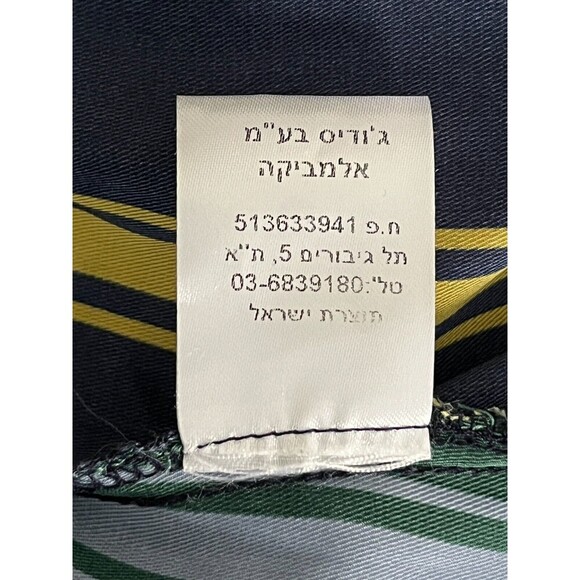 ג'ודיס בע"מ
אלמביקה
ח.פ 513633941
תל גיבורים 5, ת"א
טל':03-6839180
תוצרת ישראל